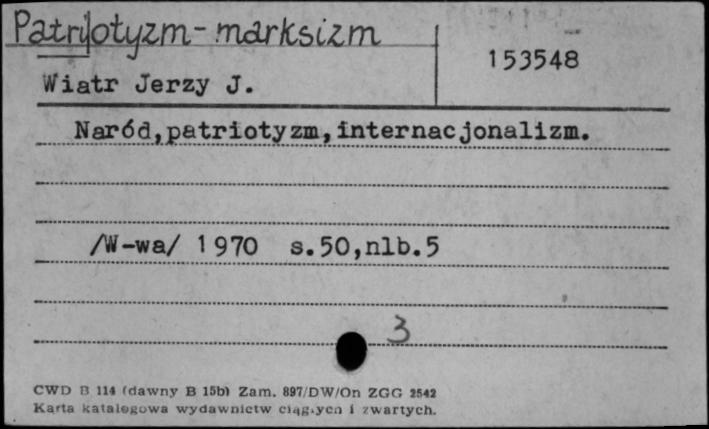 Patrijotyzm - marksizm
153548
Wiatr Jerzy J.
Naród,patriotyzm,internacjonalizm.
/W-wa/ 1970 s.50,nlb.5
3
CWD B 114 (dawny B 15b) Zam. 897/DW/On ZGG 2542
Karta katalogowa wydawnictw ciągłych i zwartych.